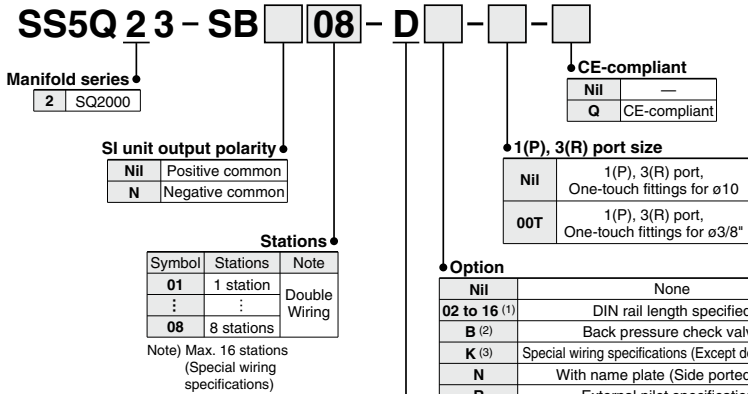 SS5Q 2 3 – SB 08 – D – –
Manifold series
2 SQ2000
CE-compliant
Nil —
Q CE-compliant
SI unit output polarity
Nil Positive common
N Negative common
1(P), 3(R) port size
Nil 1(P), 3(R) port,
One-touch fittings for ø10
00T 1(P), 3(R) port,
One-touch fittings for ø3/8"
Stations
Symbol Stations Note
01 1 station Double
Wiring
⋮ ⋮
08 8 stations
Note) Max. 16 stations
(Special wiring
specifications)
Option
Nil None
02 to 16 (1) DIN rail length specified
B (2) Back pressure check
K (3) Special wiring specifications (Except
N With name plate (Side ported